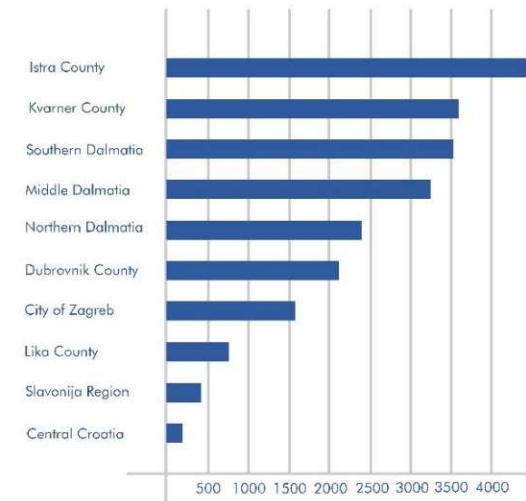 Istra County
Kvarner County
Southern Dalmatia
Middle Dalmatia
Northern Dalmatia
Dubrovnik County
City of Zagreb
Lika County
Slavonija Region
Central Croatia
500 1000 1500 2000 2500 3000 3500 4000